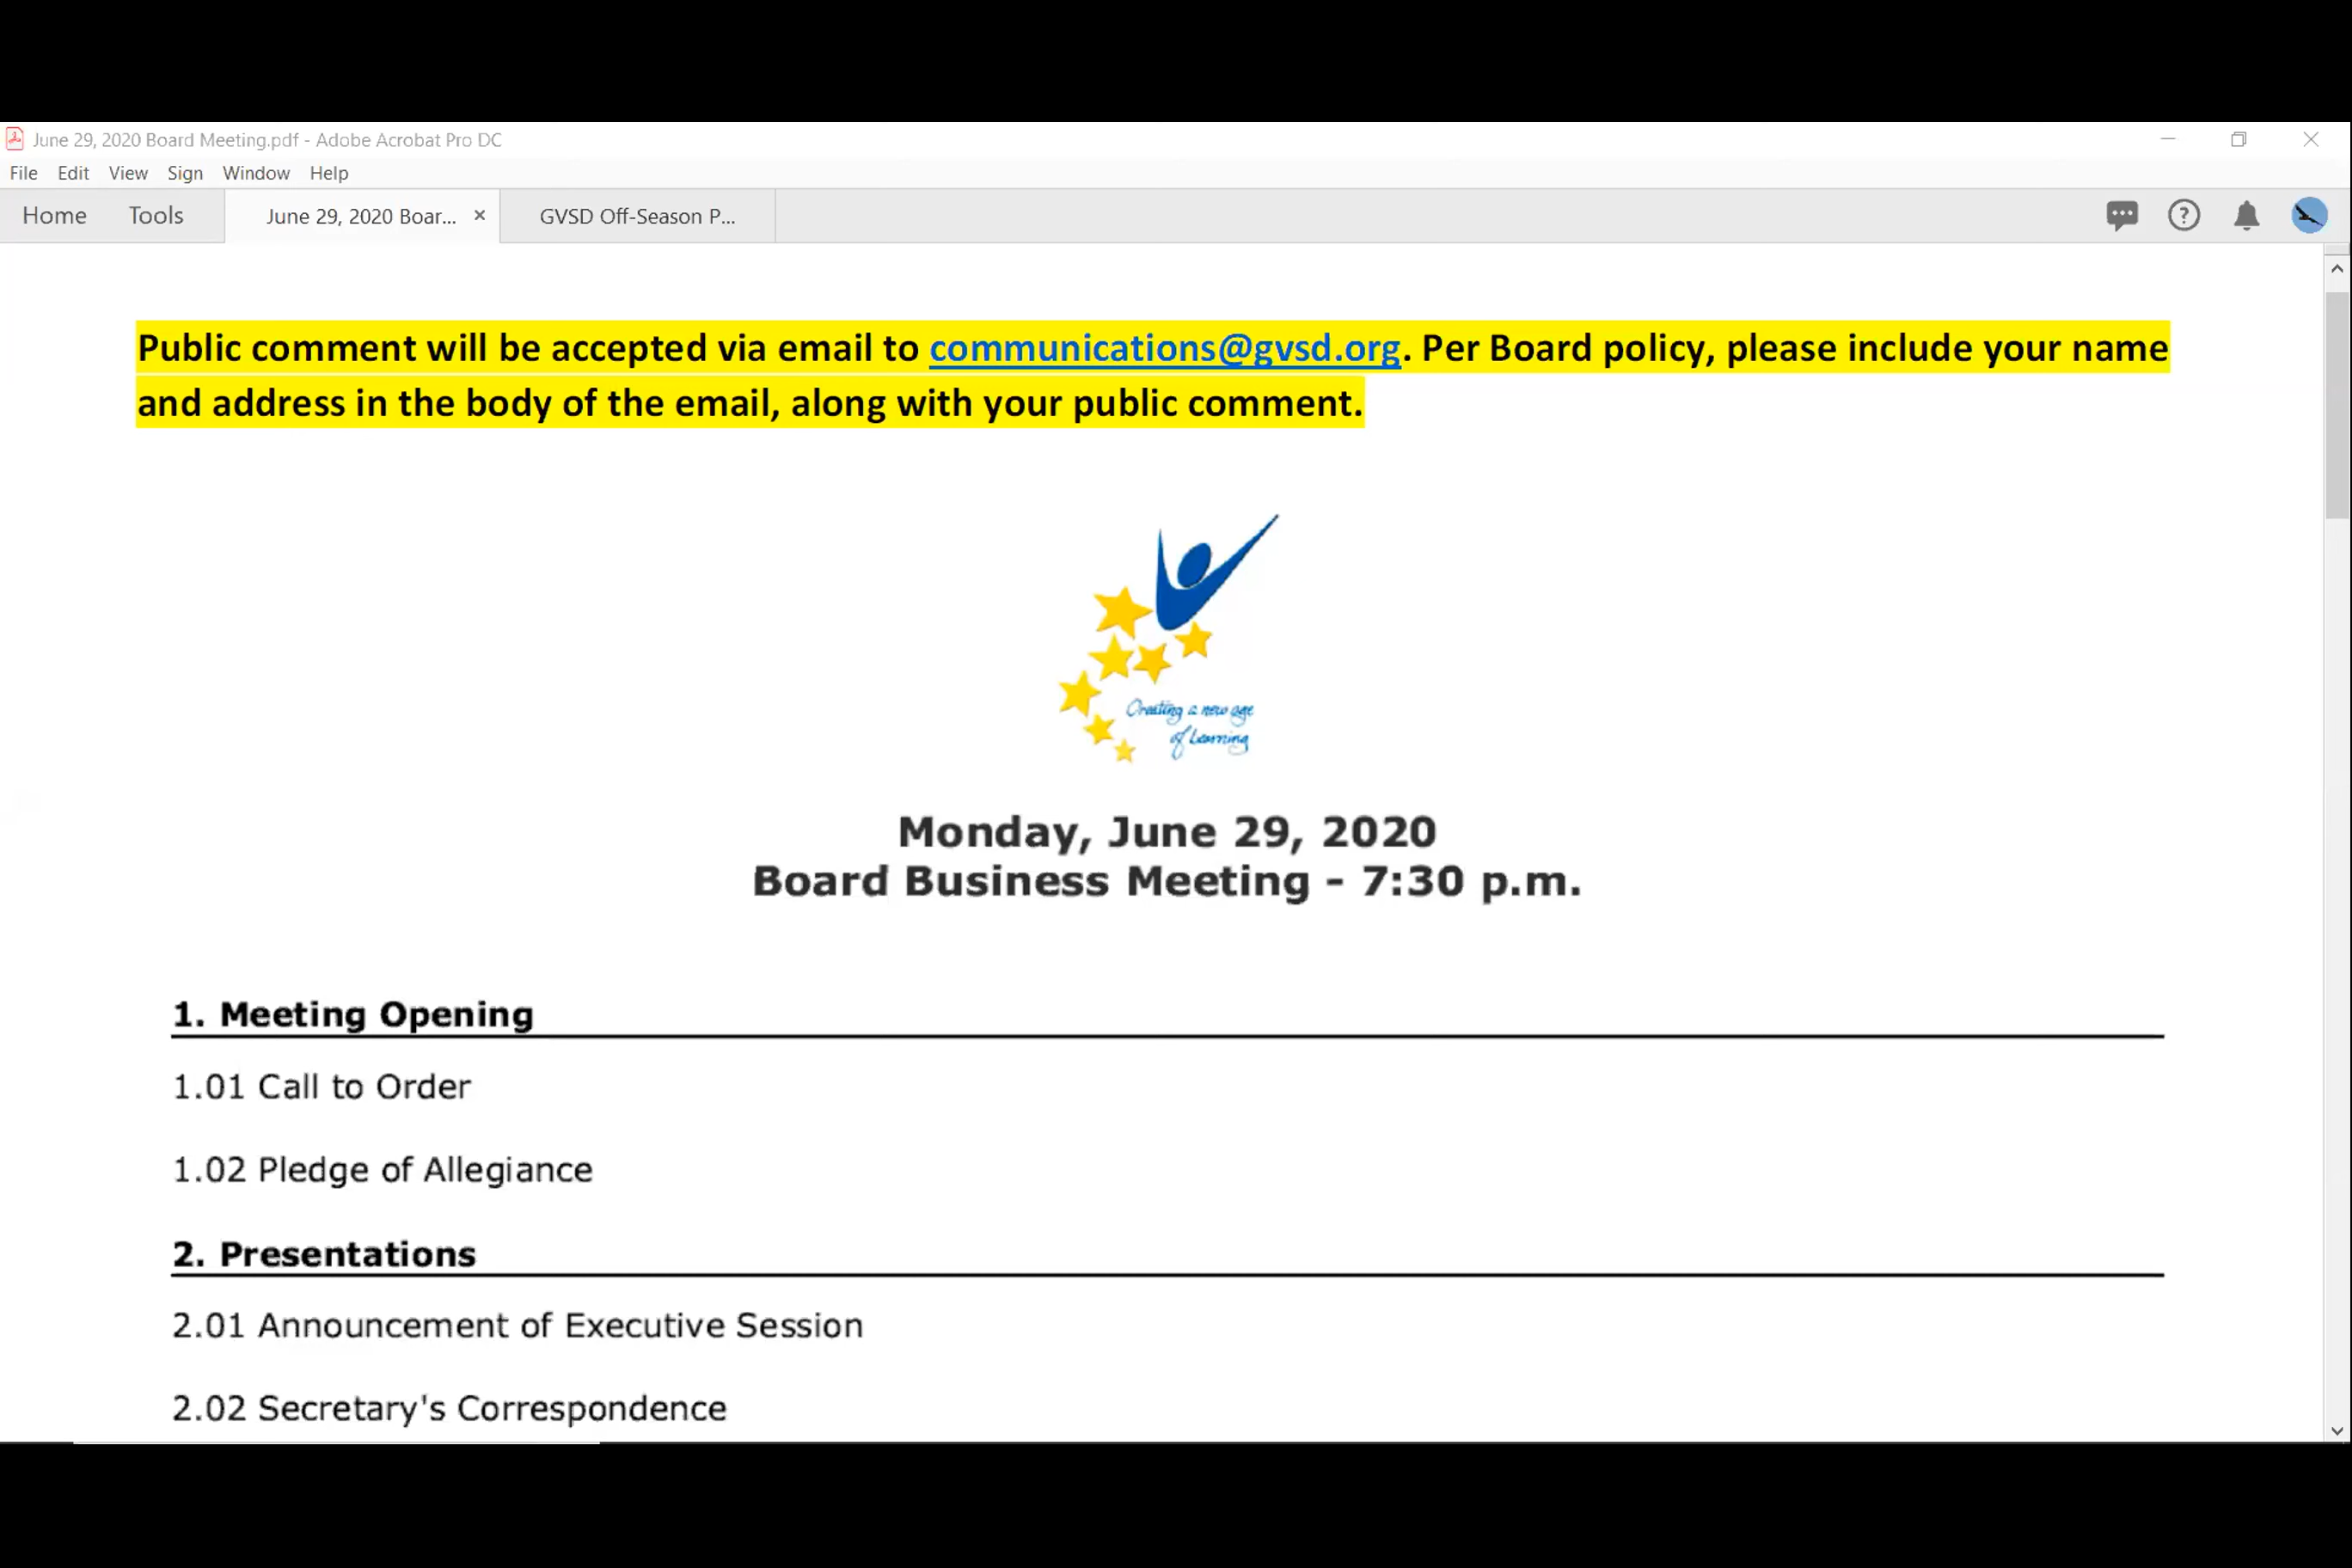 June 29, 2020 Board Meeting.pdf - Adobe Acrobat Pro DC
File Edit View Sign Window Help
Home Tools June 29, 2020 Boar... × GVSD Off-Season P...
Public comment will be accepted via email to communications@gvsd.org. Per Board policy, please include your name
and address in the body of the email, along with your public comment.
Creating a new age
of Learning
Monday, June 29, 2020
Board Business Meeting - 7:30 p.m.
1. Meeting Opening
1.01 Call to Order
1.02 Pledge of Allegiance
2. Presentations
2.01 Announcement of Executive Session
2.02 Secretary's Correspondence